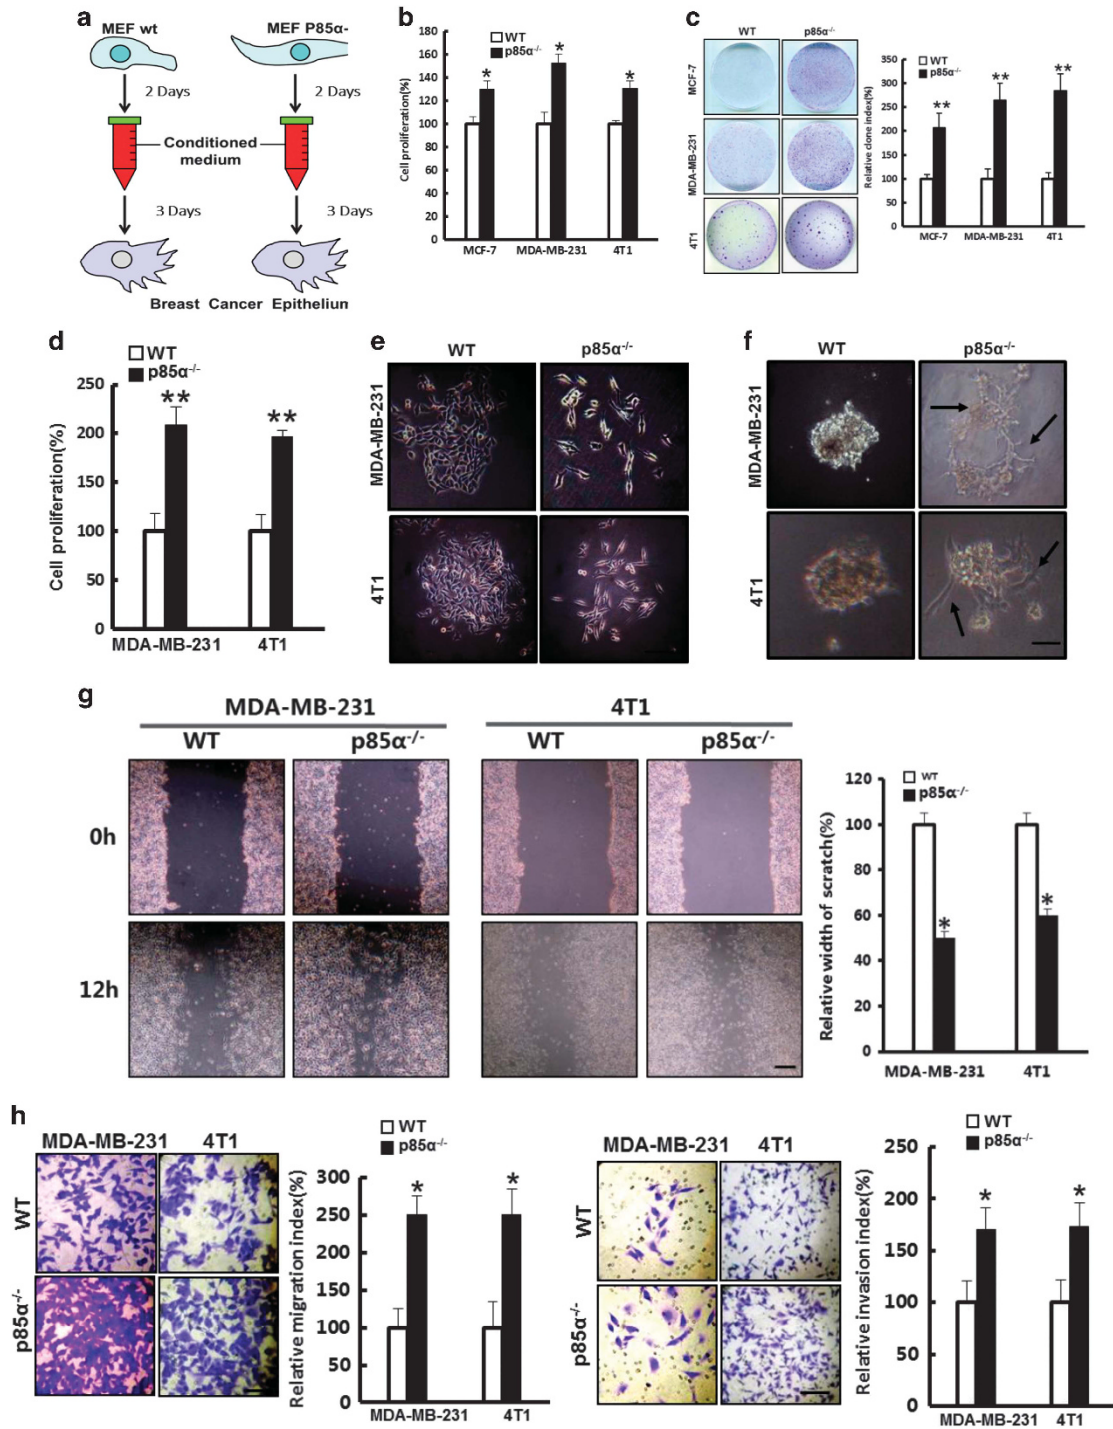 a
MEF wt
MEF P85α-
2 Days
2 Days
Conditioned
medium
3 Days
3 Days
Breast Cancer Epithelium
b
WT
p85α-/-
Cell proliferation(%)
180
160
140
120
100
80
60
40
20
0
*
*
*
MCF-7
MDA-MB-231
4T1
c
WT
p85α-/-
MCF-7
MDA-MB-231
4T1
WT
p85α-/-
Relative clone index(%)
350
300
250
200
150
100
50
0
**
**
**
MCF-7
MDA-MB-231
4T1
d
WT
p85α-/-
Cell proliferation(%)
250
200
150
100
50
0
**
**
MDA-MB-231
4T1
e
WT
p85α-/-
MDA-MB-231
4T1
f
WT
p85α-/-
MDA-MB-231
4T1
g
MDA-MB-231
4T1
WT
p85α-/-
WT
p85α-/-
0h
12h
WT
p85α-/-
Relative width of scratch(%)
120
100
80
60
40
20
0
*
*
MDA-MB-231
4T1
h
MDA-MB-231
4T1
WT
p85α-/-
WT
p85α-/-
Relative migration index(%)
300
250
200
150
100
50
0
*
*
MDA-MB-231
4T1
MDA-MB-231
4T1
WT
p85α-/-
WT
p85α-/-
Relative invasion index(%)
250
200
150
100
50
0
*
*
MDA-MB-231
4T1